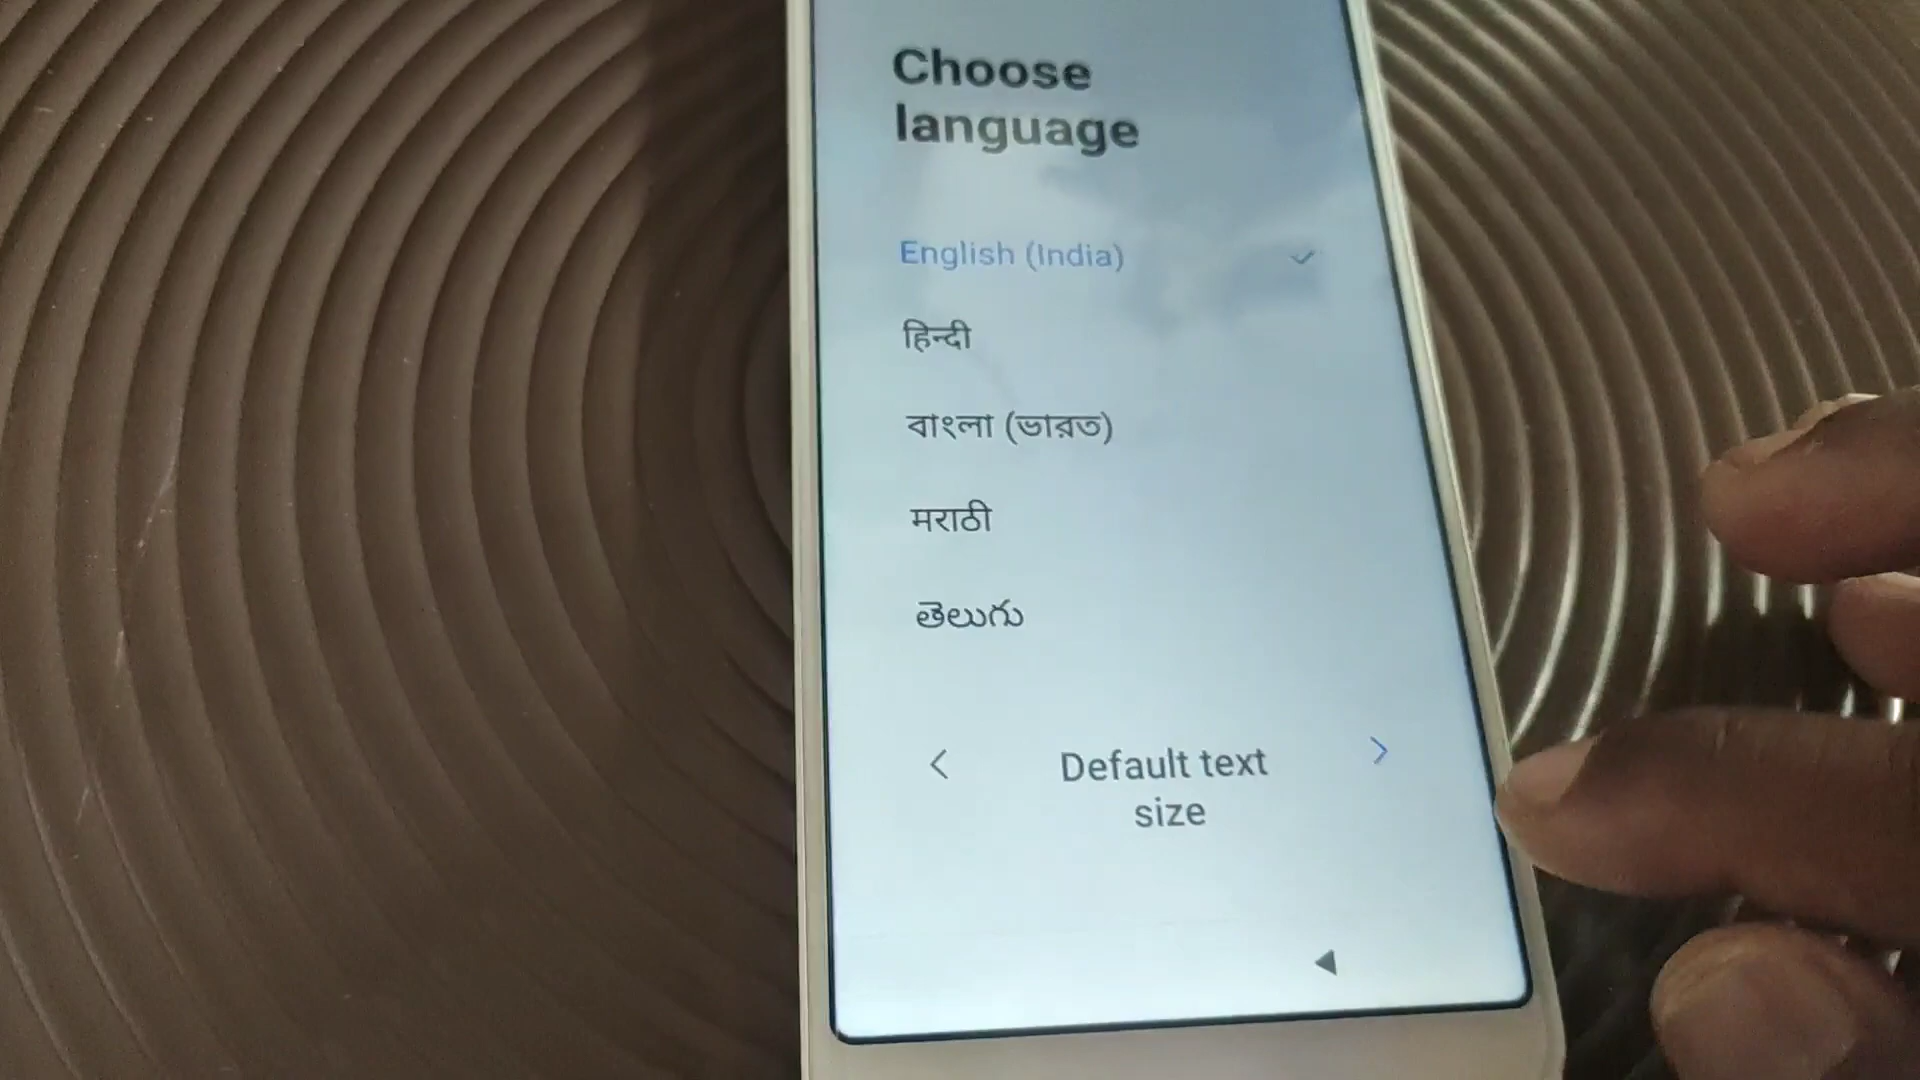 Choose
language
English (India)
हिन्दी
বাংলা (ভারত)
मराठी
తెలుగు
Default text
size